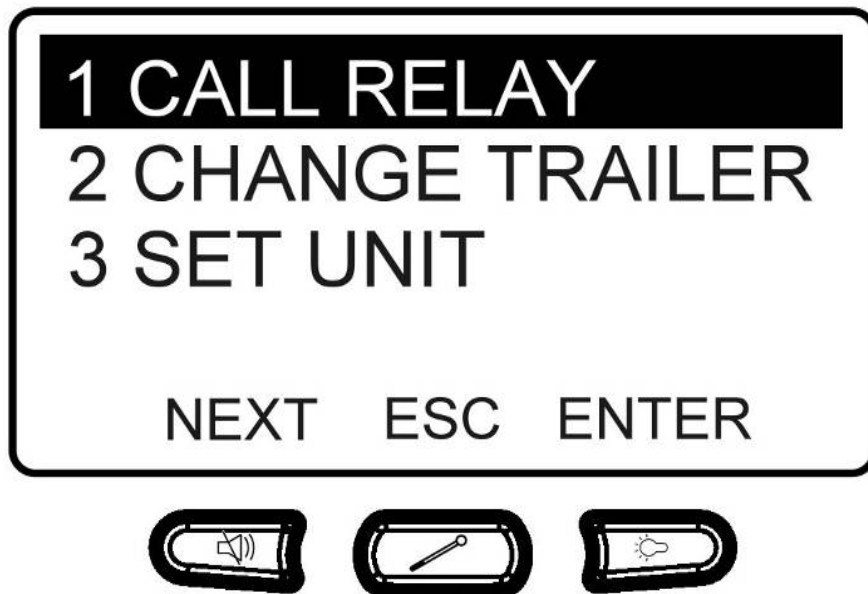 1 CALL RELAY
2 CHANGE TRAILER
3 SET UNIT
NEXT ESC ENTER